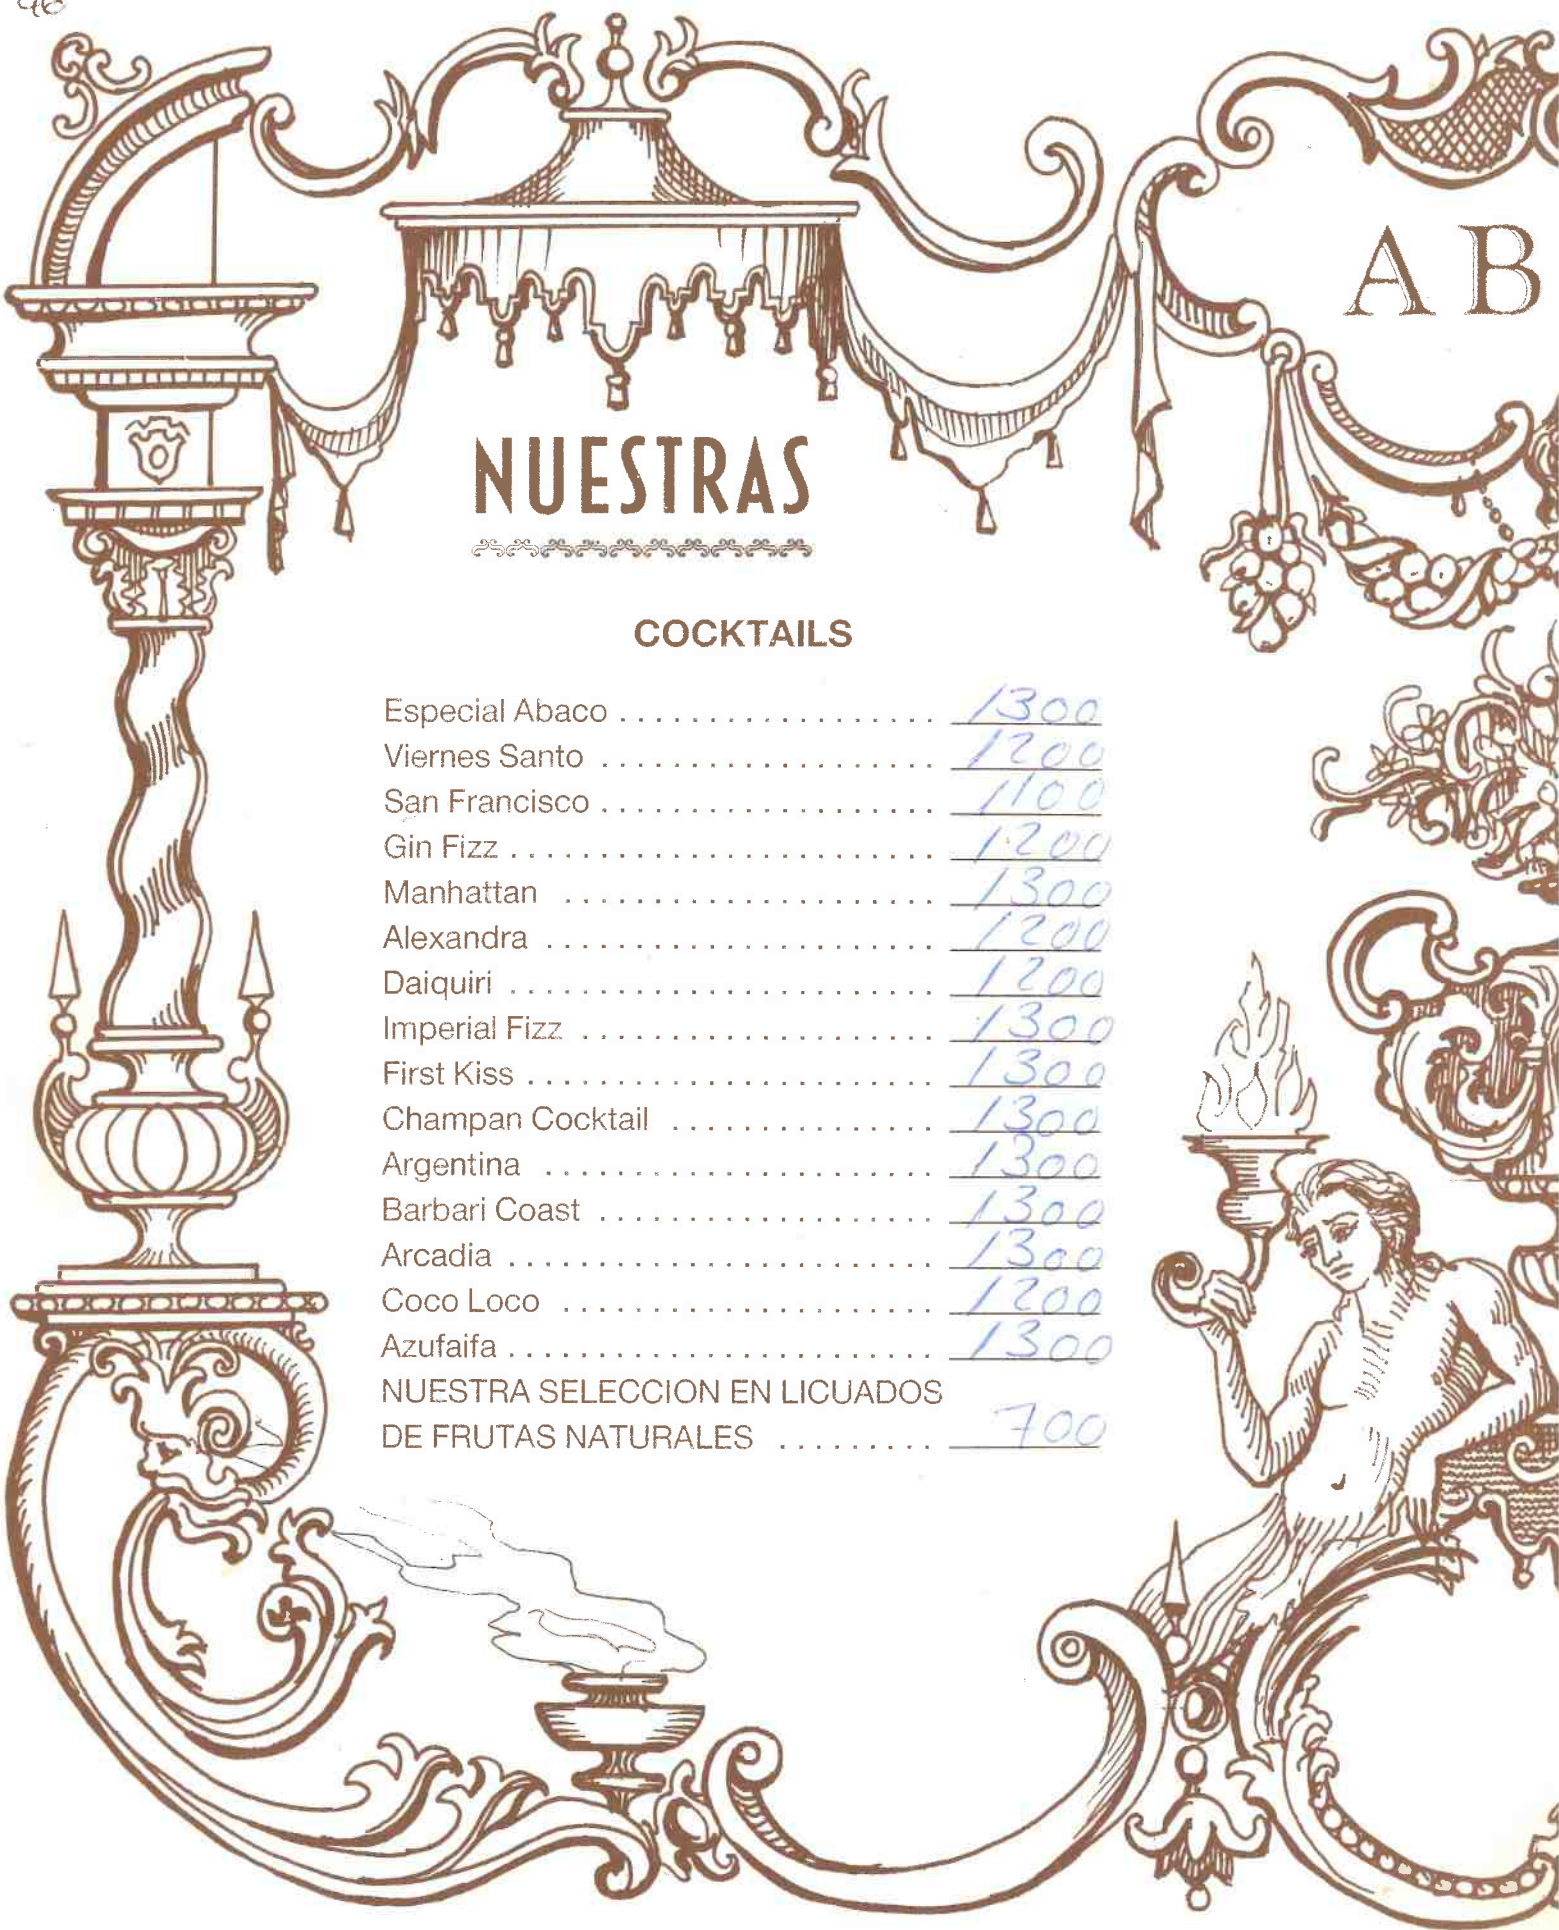 96
A B
NUESTRAS
COCKTAILS
Especial Abaco .................. 1300
Viernes Santo ................... 1200
San Francisco ................... 1100
Gin Fizz ........................ 1200
Manhattan ..................... 1300
Alexandra ...................... 1200
Daiquiri ........................ 1200
Imperial Fizz .................... 1300
First Kiss ....................... 1300
Champan Cocktail ............... 1300
Argentina ...................... 1300
Barbari Coast ................... 1300
Arcadia ........................ 1300
Coco Loco ..................... 1200
Azufaifa ........................ 1300
NUESTRA SELECCION EN LICUADOS
DE FRUTAS NATURALES ......... 700